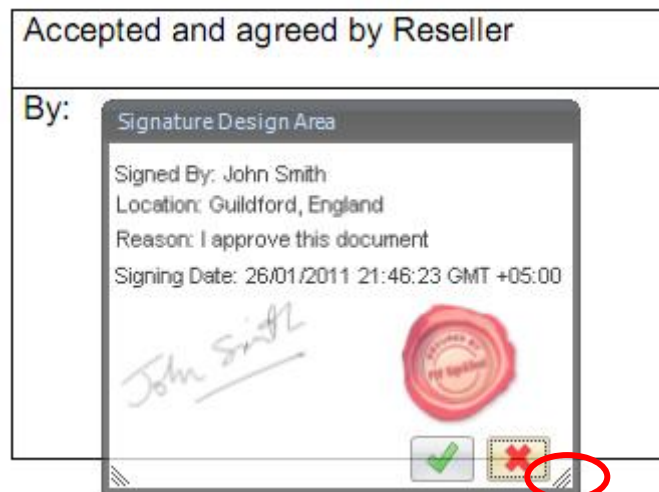 Accepted and agreed by Reseller
By:
Signature Design Area
Signed By: John Smith
Location: Guildford, England
Reason: I approve this document
Signing Date: 26/01/2011 21:46:23 GMT +05:00
John Smith